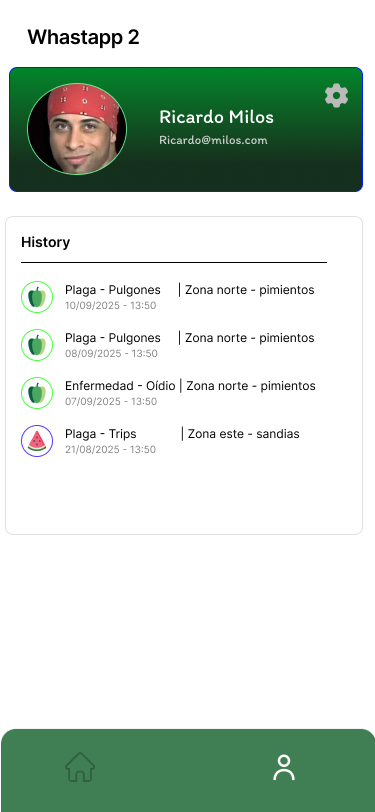 Whastapp 2
Ricardo Milos
Ricardo@milos.com
History
Plaga - Pulgones | Zona norte - pimientos
10/09/2025 - 13:50
Plaga - Pulgones | Zona norte - pimientos
08/09/2025 - 13:50
Enfermedad - Oídio | Zona norte - pimientos
07/09/2025 - 13:50
Plaga - Trips | Zona este - sandias
21/08/2025 - 13:50